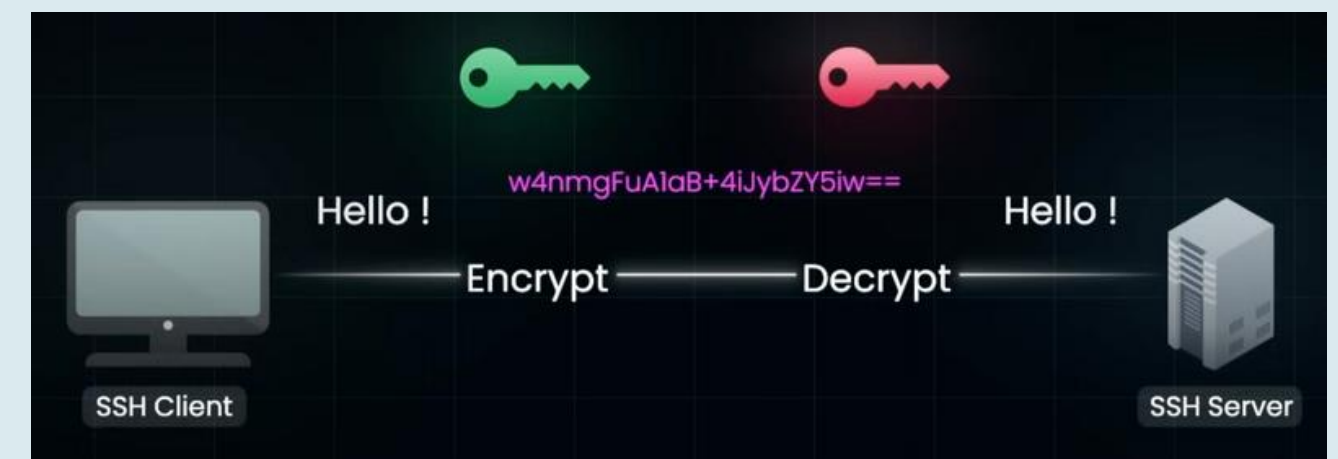 w4nmgFuA1aB+4iJybZY5iw==
Hello !
Hello !
Encrypt
Decrypt
SSH Client
SSH Server